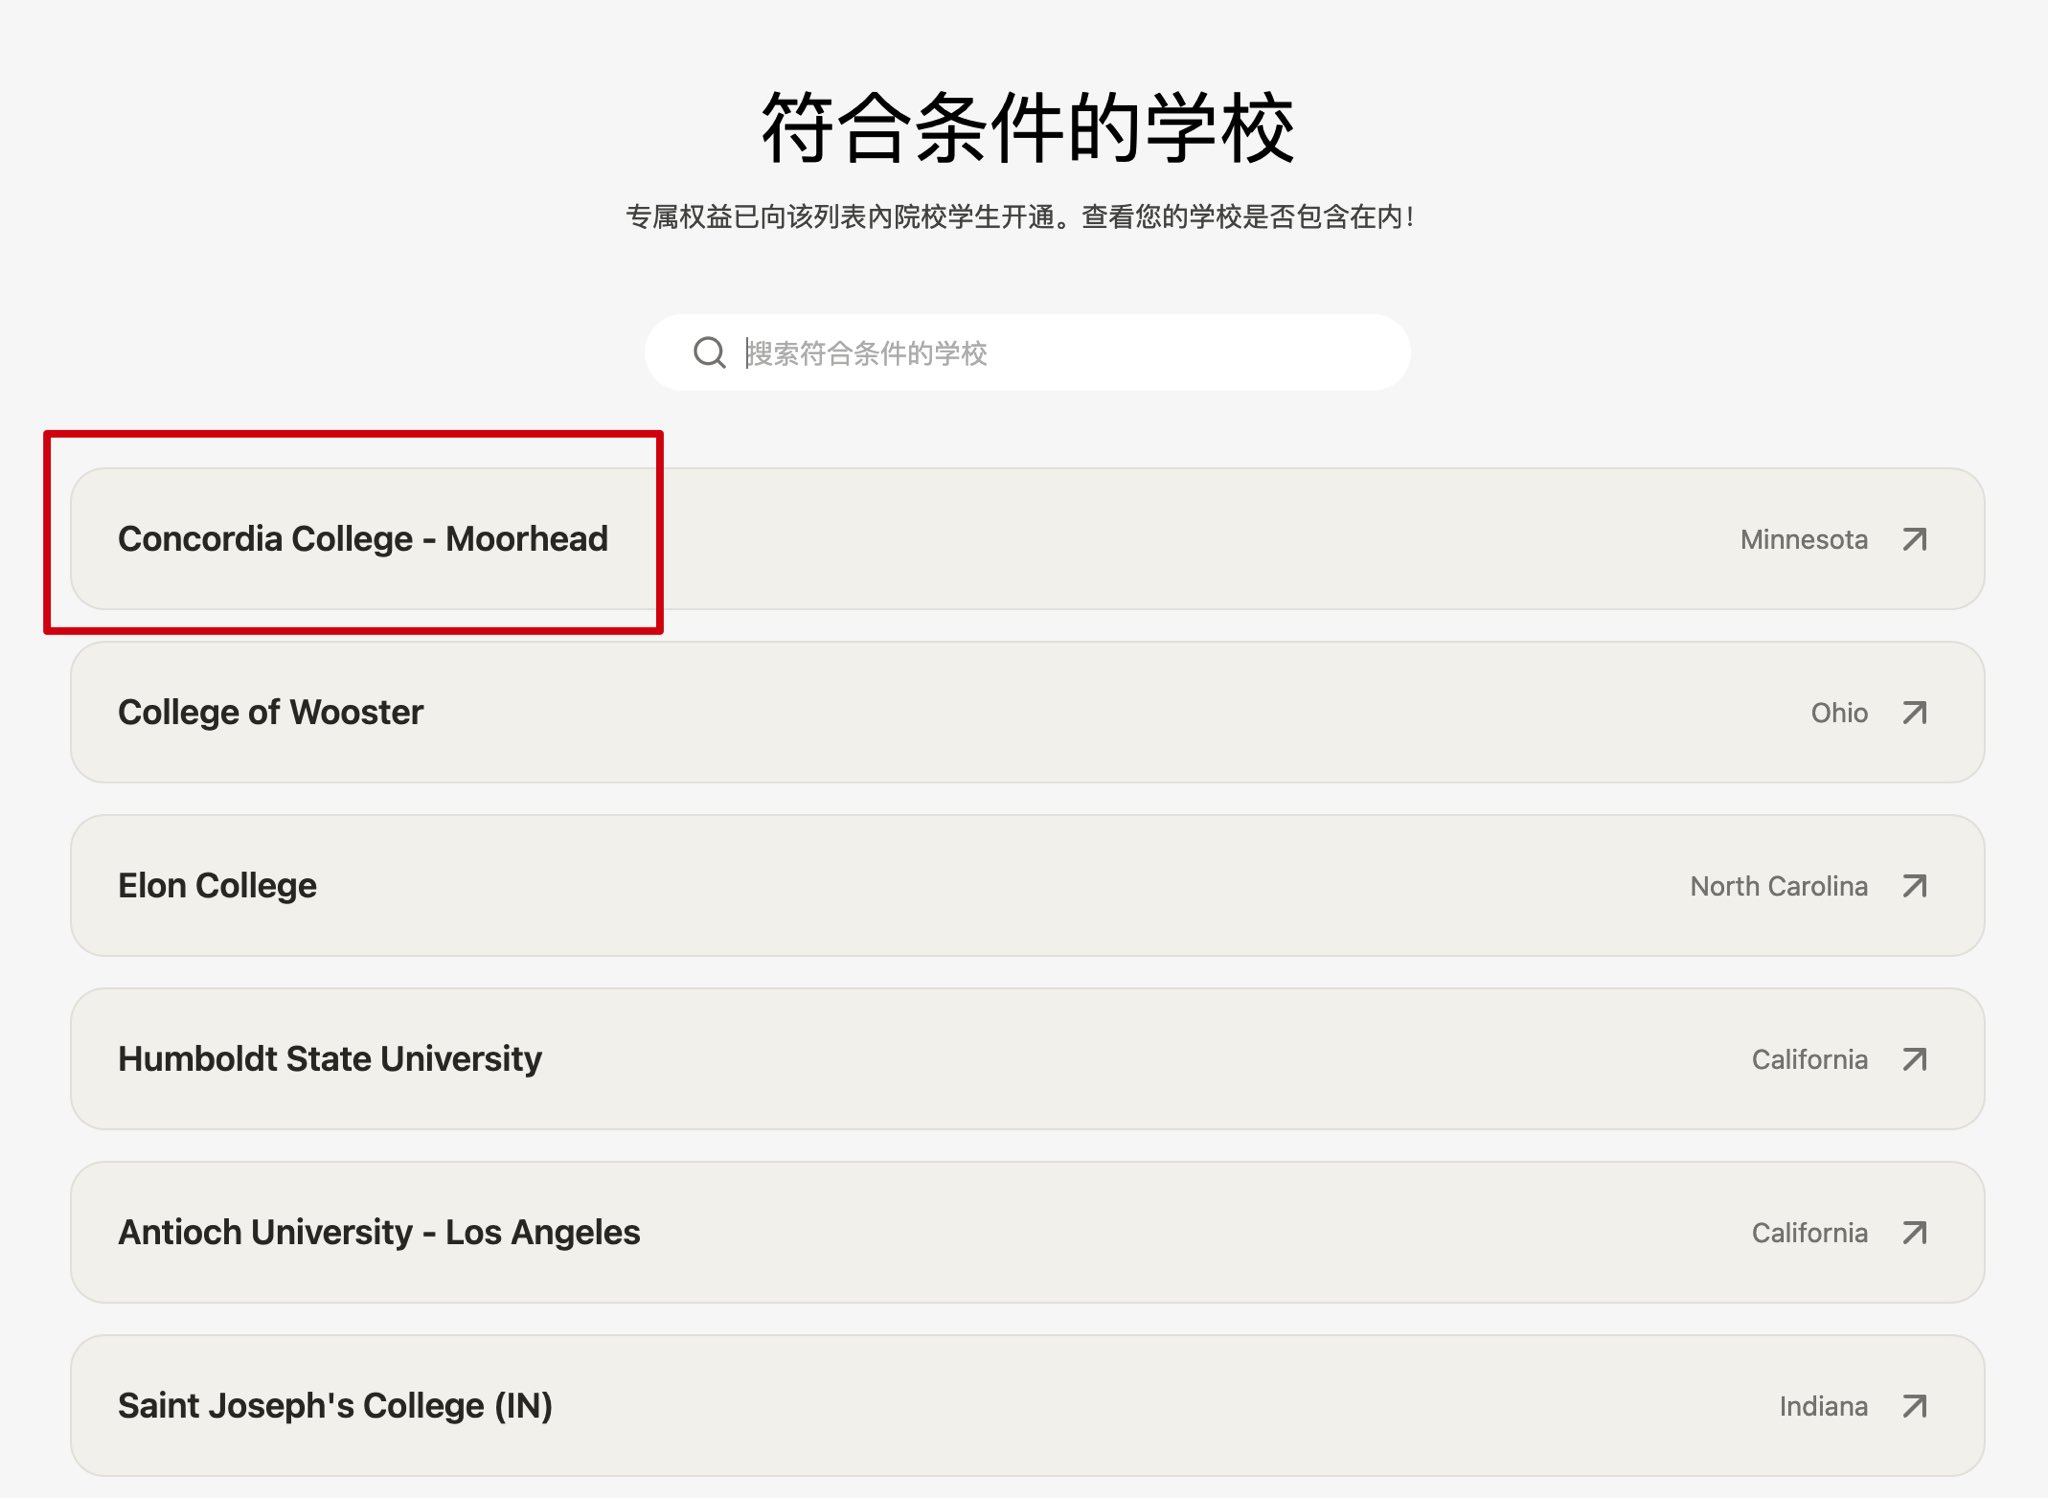 符合条件的学校
专属权益已向该列表內院校学生开通。查看您的学校是否包含在内！
搜索符合条件的学校
Concordia College - Moorhead
Minnesota
College of Wooster
Ohio
Elon College
North Carolina
Humboldt State University
California
Antioch University - Los Angeles
California
Saint Joseph's College (IN)
Indiana